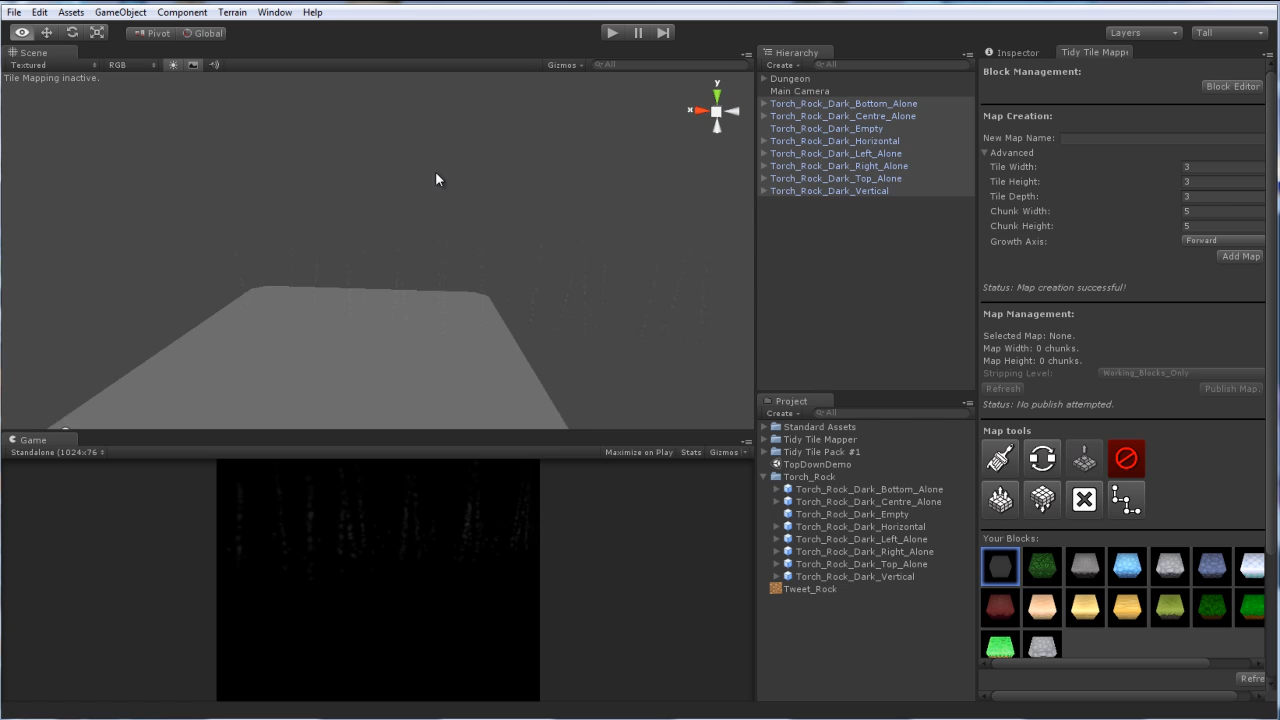 File Edit Assets GameObject Component Terrain Window Help
Pivot Global Layers Tall
Scene
Textured RGB Gizmos All
Tile Mapping inactive.
y
x
Game
Standalone (1024x76 Maximize on Play Stats Gizmos
Hierarchy
Create All
Dungeon
Main Camera
Torch_Rock_Dark_Bottom_Alone
Torch_Rock_Dark_Centre_Alone
Torch_Rock_Dark_Empty
Torch_Rock_Dark_Horizontal
Torch_Rock_Dark_Left_Alone
Torch_Rock_Dark_Right_Alone
Torch_Rock_Dark_Top_Alone
Torch_Rock_Dark_Vertical
Project
Create All
Standard Assets
Tidy Tile Mapper
Tidy Tile Pack #1
TopDownDemo
Torch_Rock
Torch_Rock_Dark_Bottom_Alone
Torch_Rock_Dark_Centre_Alone
Torch_Rock_Dark_Empty
Torch_Rock_Dark_Horizontal
Torch_Rock_Dark_Left_Alone
Torch_Rock_Dark_Right_Alone
Torch_Rock_Dark_Top_Alone
Torch_Rock_Dark_Vertical
Tweet_Rock
Inspector Tidy Tile Mapp
Block Management:
Block Editor
Map Creation:
New Map Name:
Advanced
Tile Width: 3
Tile Height: 3
Tile Depth: 3
Chunk Width: 5
Chunk Height: 5
Growth Axis: Forward
Add Map
Status: Map creation successful!
Map Management:
Selected Map: None.
Map Width: 0 chunks.
Map Height: 0 chunks.
Stripping Level: Working_Blocks_Only
Refresh Publish Map.
Status: No publish attempted.
Map tools
Your Blocks:
Refre